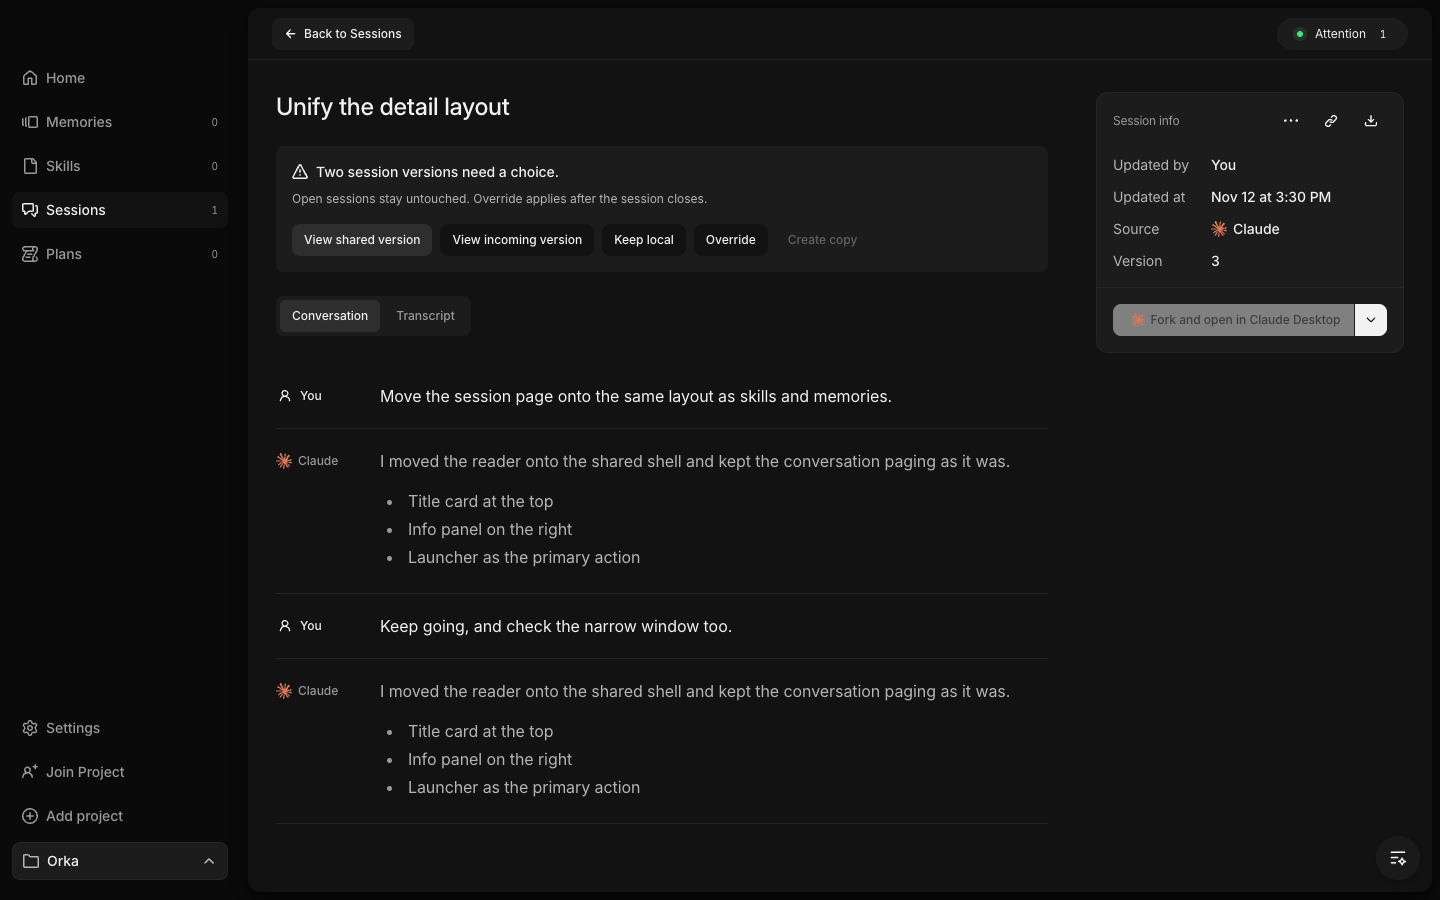 Back to Sessions
Attention 1
Home
Memories 0
Skills 0
Sessions 1
Plans 0
Settings
Join Project
Add project
Orka
Unify the detail layout
Two session versions need a choice.
Open sessions stay untouched. Override applies after the session closes.
View shared version View incoming version Keep local Override Create copy
Conversation Transcript
You Move the session page onto the same layout as skills and memories.
Claude I moved the reader onto the shared shell and kept the conversation paging as it was.
• Title card at the top
• Info panel on the right
• Launcher as the primary action
You Keep going, and check the narrow window too.
Claude I moved the reader onto the shared shell and kept the conversation paging as it was.
• Title card at the top
• Info panel on the right
• Launcher as the primary action
Session info
Updated by You
Updated at Nov 12 at 3:30 PM
Source Claude
Version 3
Fork and open in Claude Desktop